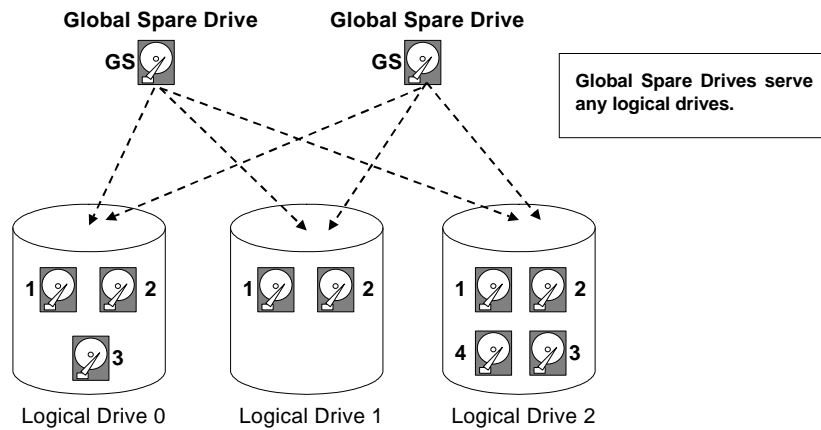 Global Spare Drive Global Spare Drive
GS GS
Global Spare Drives serve
any logical drives.
1 2 1 2 1 2
3 4 3
Logical Drive 0 Logical Drive 1 Logical Drive 2